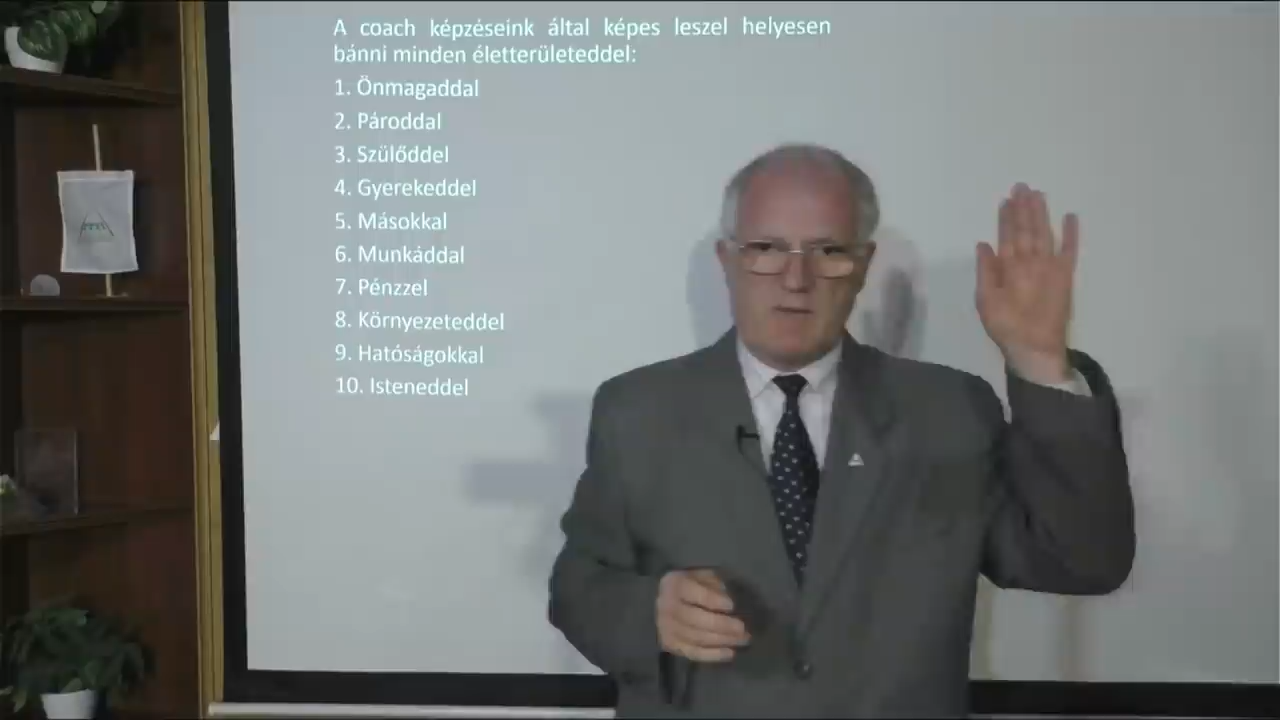 A coach képzéseink által képes leszel helyesen
bánni minden életterületeddel:
1. Önmagaddal
2. Pároddal
3. Szülőddel
4. Gyerekeddel
5. Másokkal
6. Munkáddal
7. Pénzzel
8. Környezeteddel
9. Hatóságokkal
10. Isteneddel